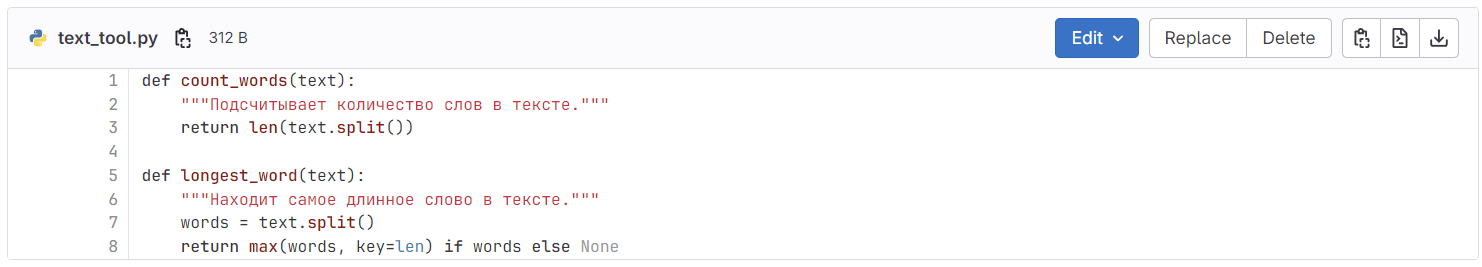 text_tool.py 312 B Edit Replace Delete
1 def count_words(text):
2     """Подсчитывает количество слов в тексте."""
3     return len(text.split())
4
5 def longest_word(text):
6     """Находит самое длинное слово в тексте."""
7     words = text.split()
8     return max(words, key=len) if words else None